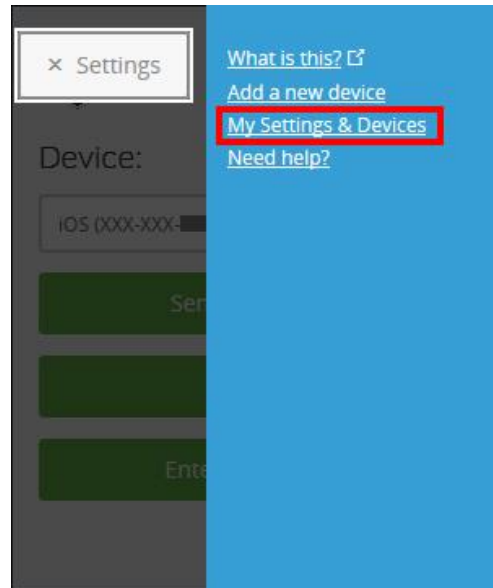 × Settings
What is this?
Add a new device
My Settings & Devices
Need help?
Device:
iOS (XXX-XXX-